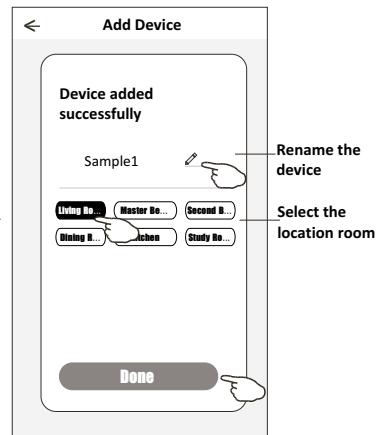 Add Device
Device added
successfully
Sample1
Rename the
device
Living Ro...
Master Be...
Second B...
Select the
location room
Dining R...
Study Ro...
Done